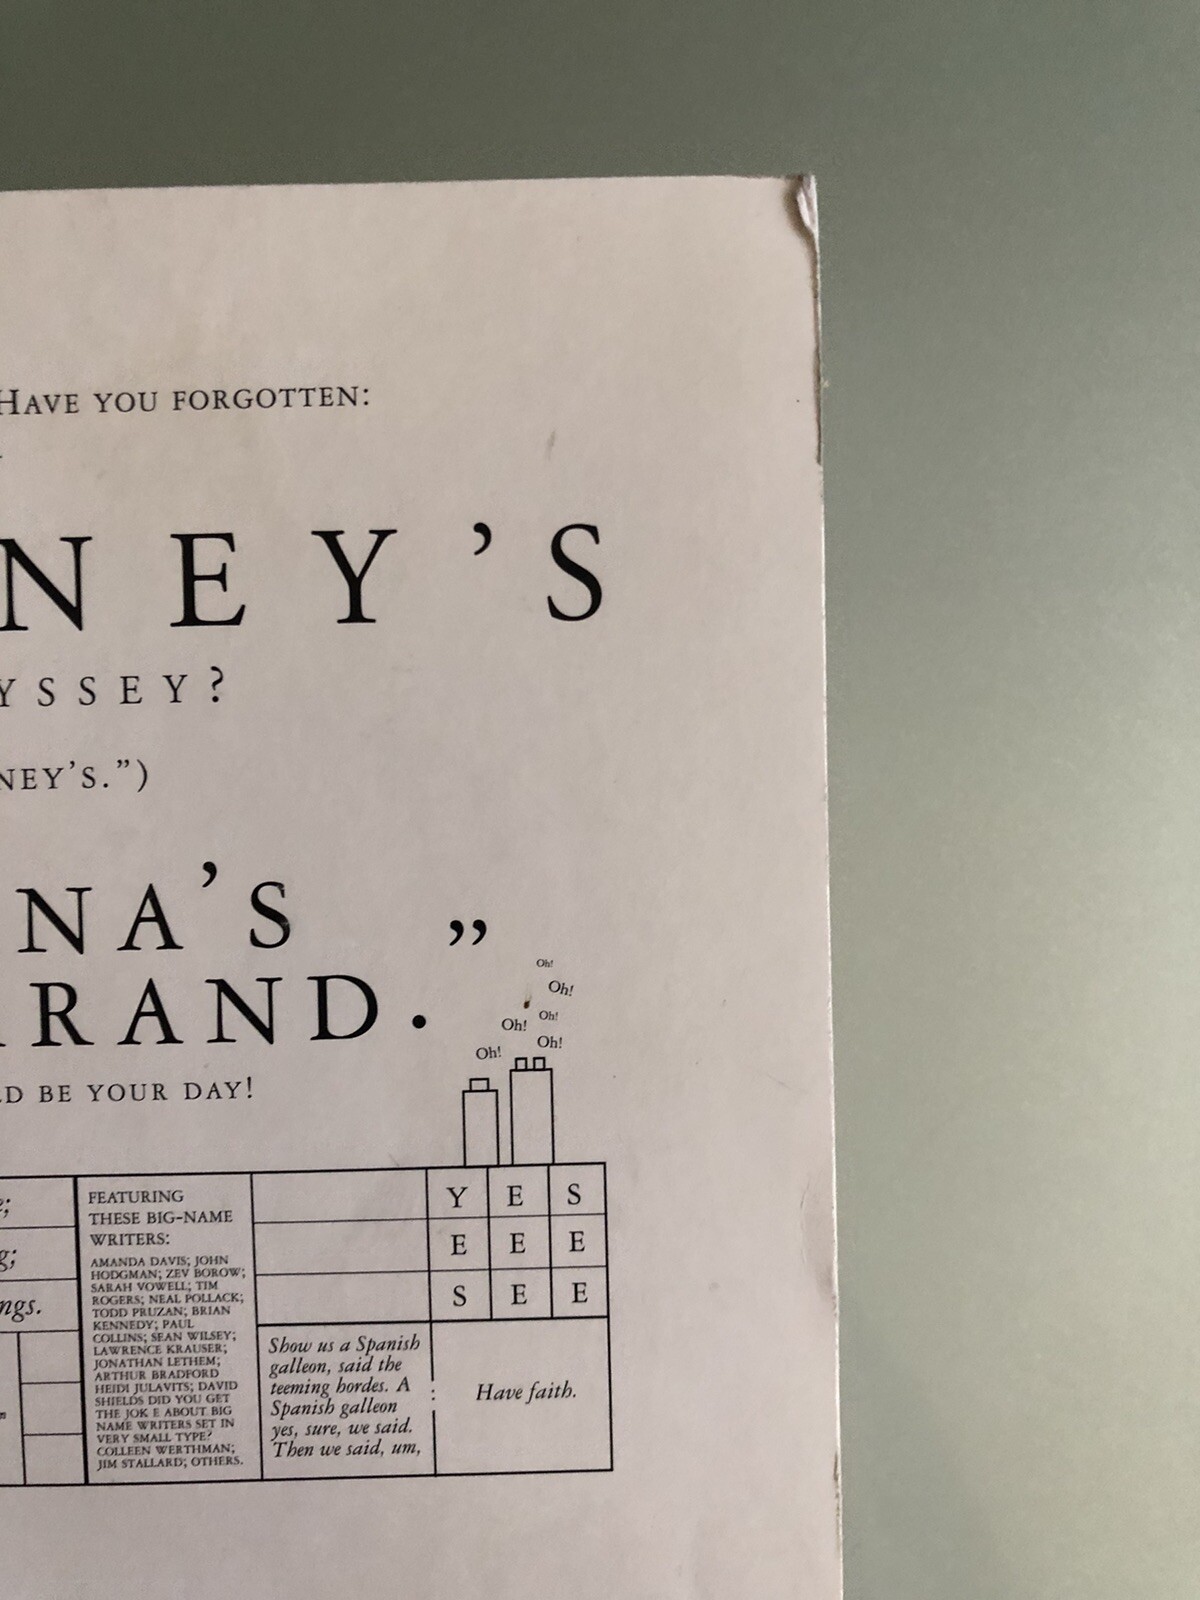 HAVE YOU FORGOTTEN:
NEY'S
YSSEY?
NEY'S.”)
NA'S ”
RAND.
Oh!
Oh!
Oh!
Oh!
Oh!
Oh!
LD BE YOUR DAY!
g;
ngs.
FEATURING
THESE BIG-NAME
WRITERS:
AMANDA DAVIS; JOHN
HODGMAN; ZEV BOROW;
SARAH VOWELL; TIM
ROGERS; NEAL POLLACK;
TODD PRUZAN; BRIAN
KENNEDY; PAUL
COLLINS; SEAN WILSEY;
LAWRENCE KRAUSER;
JONATHAN LETHEM;
ARTHUR BRADFORD
HEIDI JULAVITS; DAVID
SHIELDS DID YOU GET
THE JOK E ABOUT BIG
NAME WRITERS SET IN
VERY SMALL TYPE?
COLLEEN WERTHMAN;
JIM STALLARD; OTHERS.
Y E S
E E E
S E E
Show us a Spanish
galleon, said the
teeming hordes. A
Spanish galleon
yes, sure, we said.
Then we said, um,
:
Have faith.